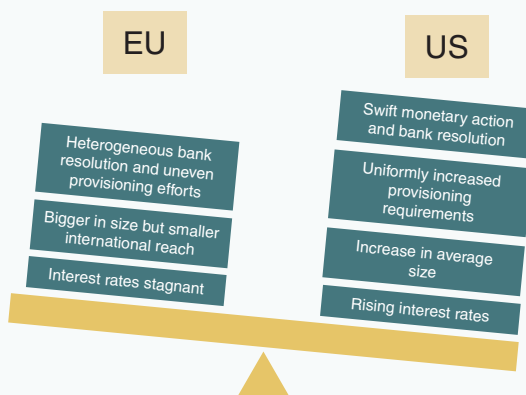 EU
Heterogeneous bank
resolution and uneven
provisioning efforts
Bigger in size but smaller
international reach
Interest rates stagnant
US
Swift monetary action
and bank resolution
Uniformly increased
provisioning
requirements
Increase in average
size
Rising interest rates